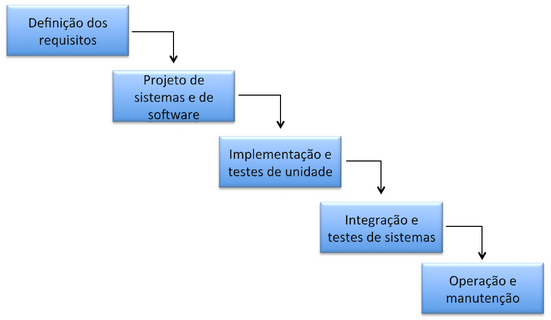 Definição dos
requisitos
Projeto de
sistemas e de
software
Implementação e
testes de unidade
Integração e
testes de sistemas
Operação e
manutenção